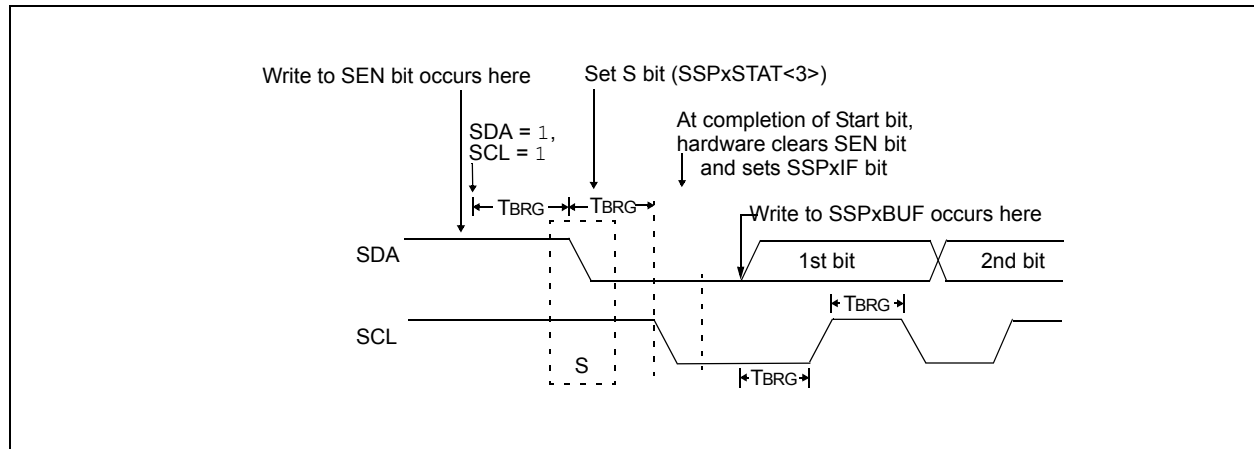 Write to SEN bit occurs here
Set S bit (SSPxSTAT<3>)
SDA = 1,
SCL = 1
At completion of Start bit,
hardware clears SEN bit
and sets SSPxIF bit
TBRG
TBRG
Write to SSPxBUF occurs here
SDA
1st bit
2nd bit
TBRG
SCL
S
TBRG